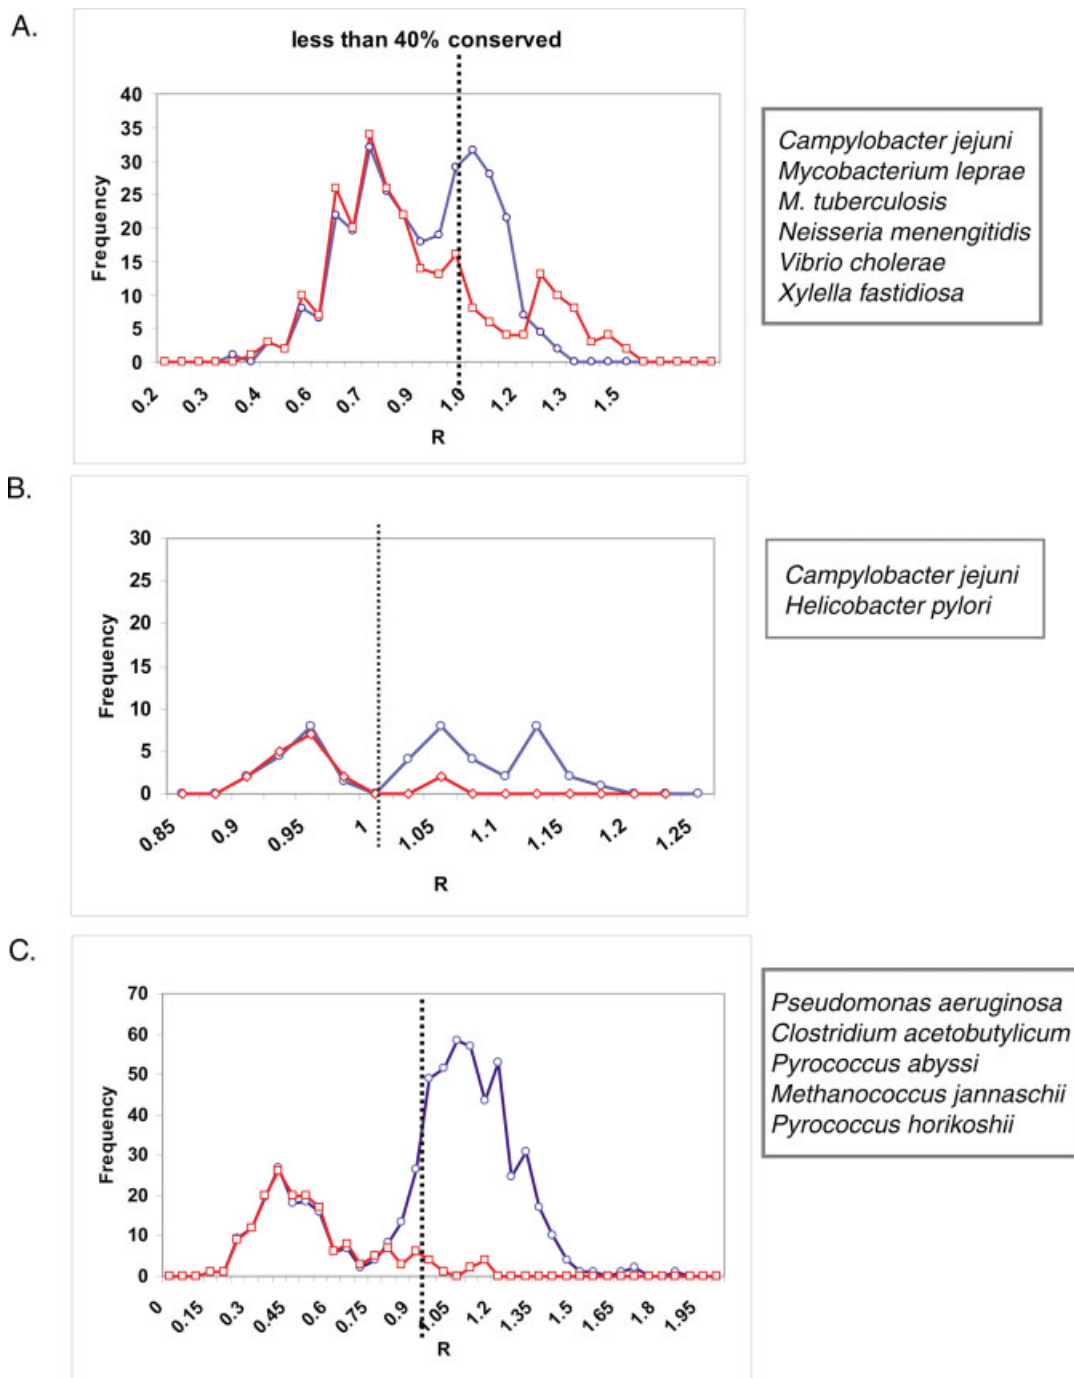 A.
less than 40% conserved
40
35
30
25
20
15
10
5
0
Frequency
0.2
0.3
0.4
0.6
0.7
0.9
1.0
1.2
1.3
1.5
R
Campylobacter jejuni
Mycobacterium leprae
M. tuberculosis
Neisseria menengitidis
Vibrio cholerae
Xylella fastidiosa
B.
30
25
20
15
10
5
0
Frequency
0.85
0.9
0.95
1
1.05
1.1
1.15
1.2
1.25
R
Campylobacter jejuni
Helicobacter pylori
C.
70
60
50
40
30
20
10
0
Frequency
0
0.15
0.3
0.45
0.6
0.75
0.9
1.05
1.2
1.35
1.5
1.65
1.8
1.95
R
Pseudomonas aeruginosa
Clostridium acetobutylicum
Pyrococcus abyssi
Methanococcus jannaschii
Pyrococcus horikoshii